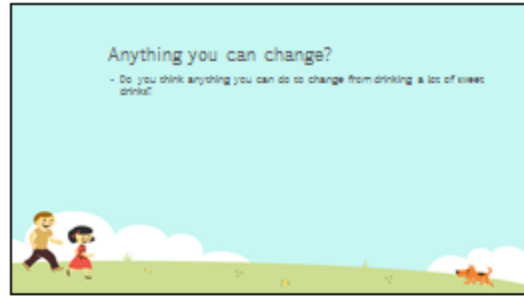 Anything you can change?
- Do you think anything you can do to change from drinking a lot of sweet
drinks?